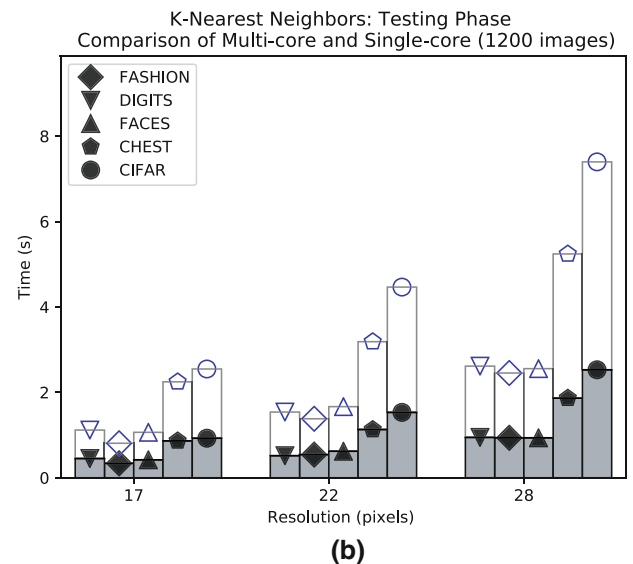 K-Nearest Neighbors: Testing Phase
Comparison of Multi-core and Single-core (1200 images)
FASHION
DIGITS
FACES
CHEST
CIFAR
Time (s)
8
6
4
2
0
17
22
28
Resolution (pixels)
(b)